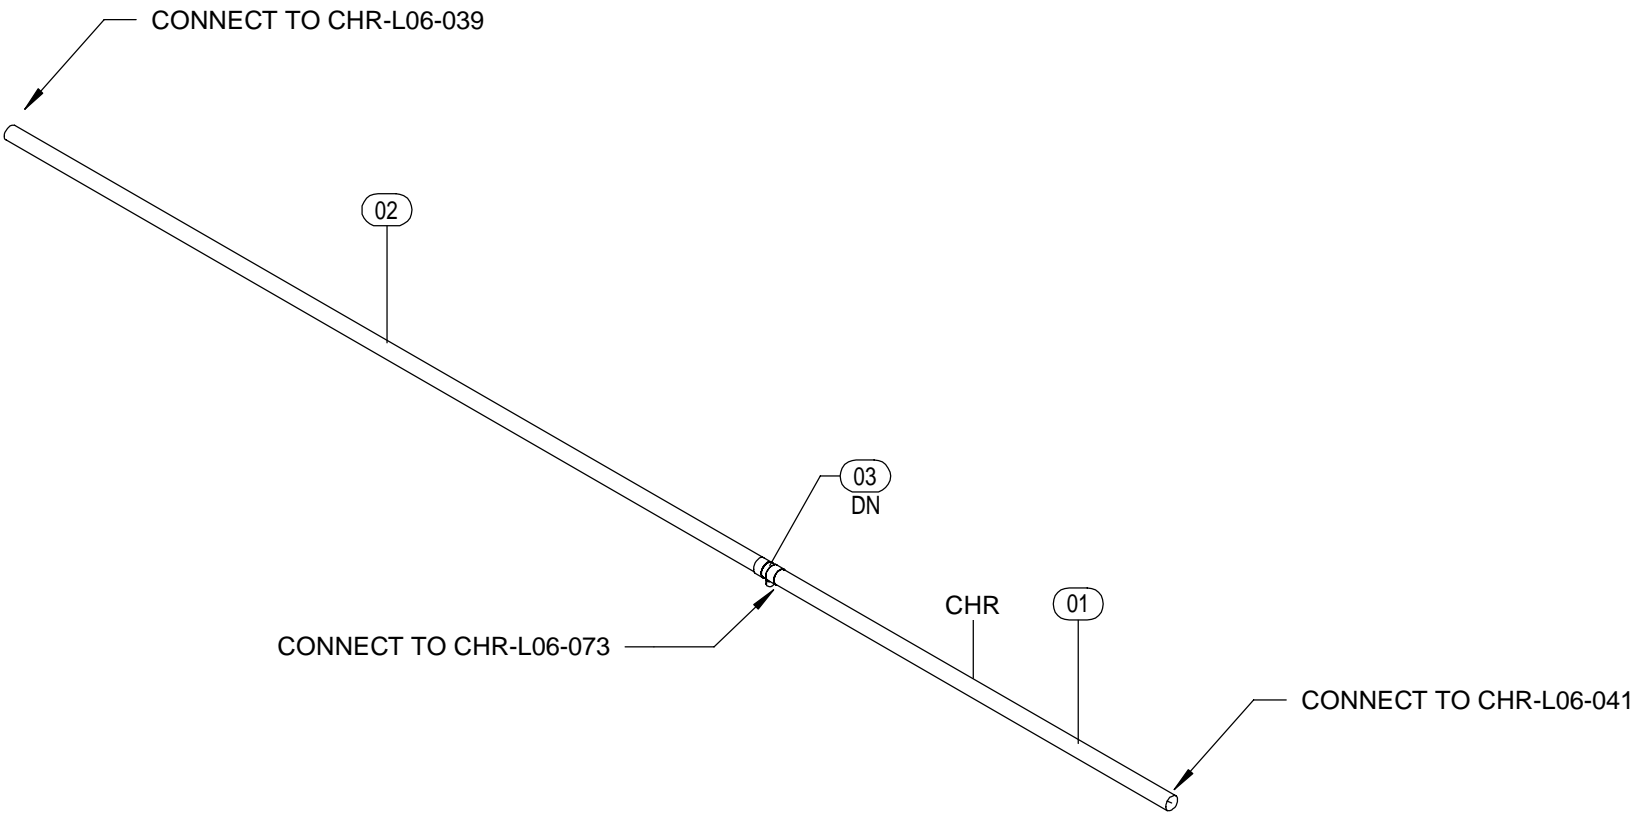 CONNECT TO CHR-L06-039
02
03
DN
CHR
01
CONNECT TO CHR-L06-073
CONNECT TO CHR-L06-041